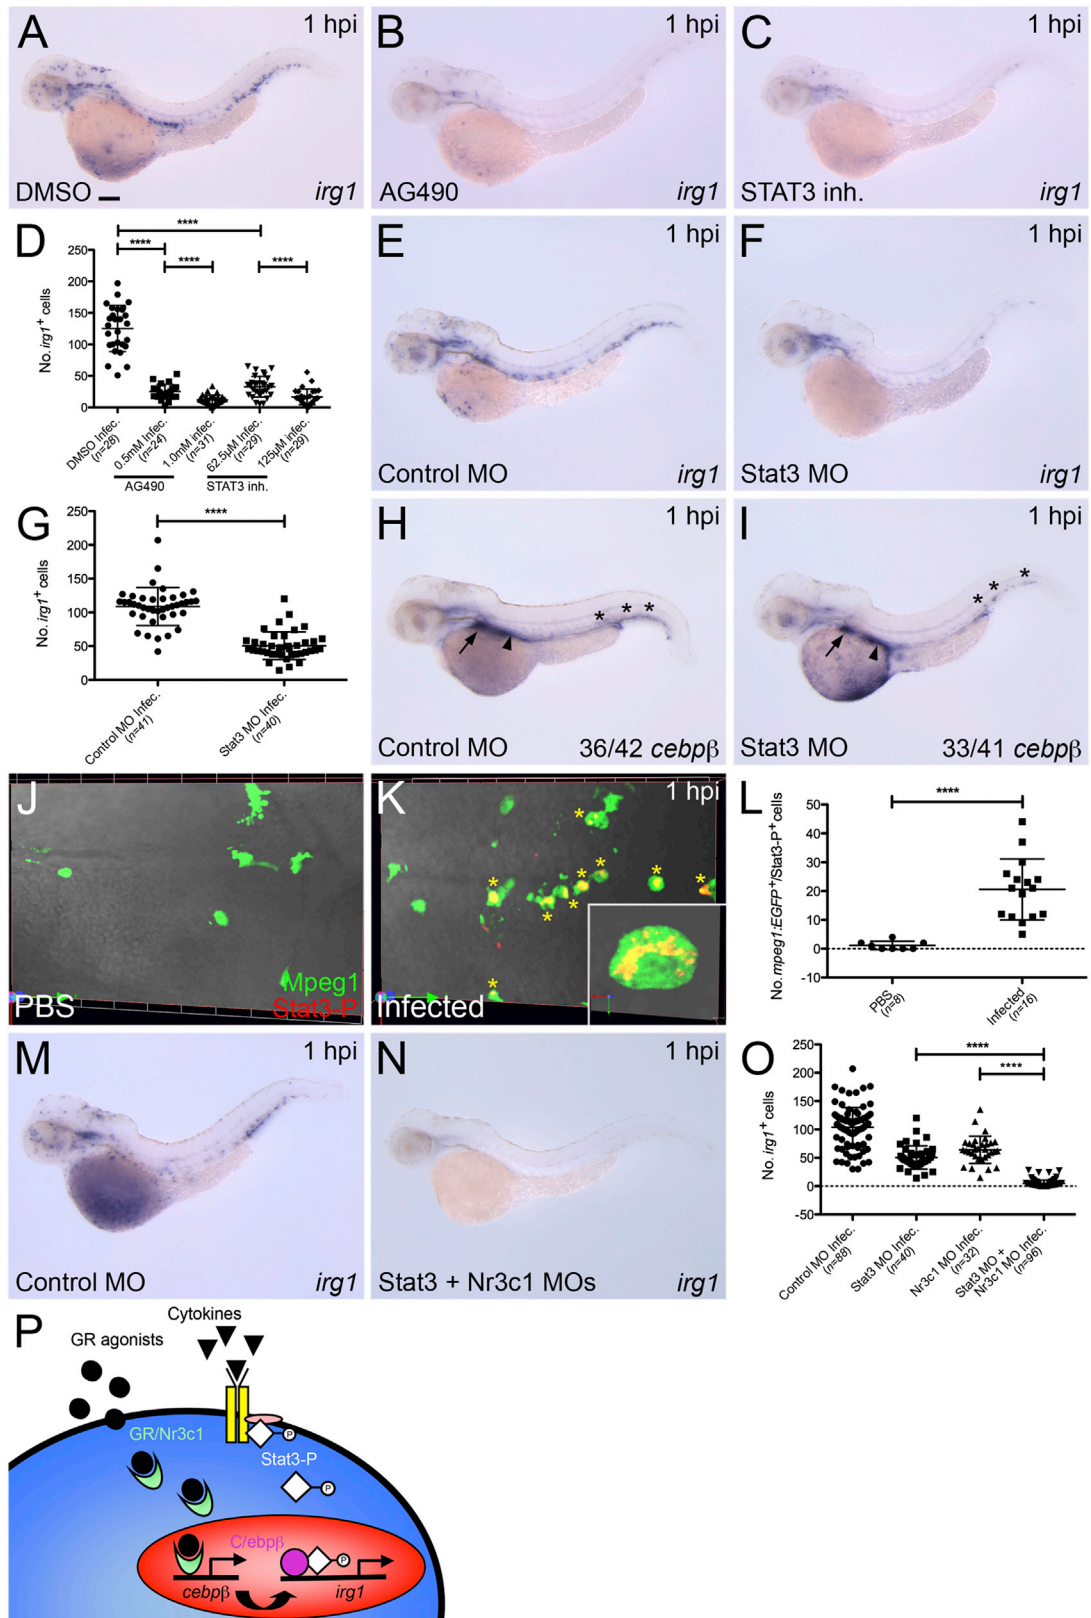 A
1 hpi
DMSO
irg1
B
1 hpi
AG490
irg1
C
1 hpi
STAT3 inh.
irg1
D
No. irg1+ cells
250
200
150
100
50
0
****
****
****
****
DMSO Infec.
(n=28)
0.5mM Infec.
(n=24)
1.0mM infec.
(n=31)
62.5µM Infec.
(n=29)
125µM infec.
(n=29)
AG490
STAT3 inh.
E
1 hpi
Control MO
irg1
F
1 hpi
Stat3 MO
irg1
G
No. irg1+ cells
250
200
150
100
50
0
****
Control MO Infec.
(n=41)
Stat3 MO Infec.
(n=40)
H
1 hpi
* * *
Control MO
36/42 cebpβ
I
1 hpi
* * *
Stat3 MO
33/41 cebpβ
J
Mpeg1
Stat3-P
PBS
K
1 hpi
* * * * * * * * *
Infected
L
No. mpeg1:EGFP+/Stat3-P+ cells
50
40
30
20
10
0
-10
****
PBS
(n=8)
Infected
(n=16)
M
1 hpi
Control MO
irg1
N
1 hpi
Stat3 + Nr3c1 MOs
irg1
O
No. irg1+ cells
250
200
150
100
50
0
-50
****
****
Control MO Infec.
(n=88)
Stat3 MO Infec.
(n=40)
Nr3c1 MO Infec.
(n=32)
Stat3 MO +
Nr3c1 MO Infec.
(n=96)
P
Cytokines
GR agonists
GR/Nr3c1
P
Stat3-P
P
C/ebpβ
P
cebpβ
irg1